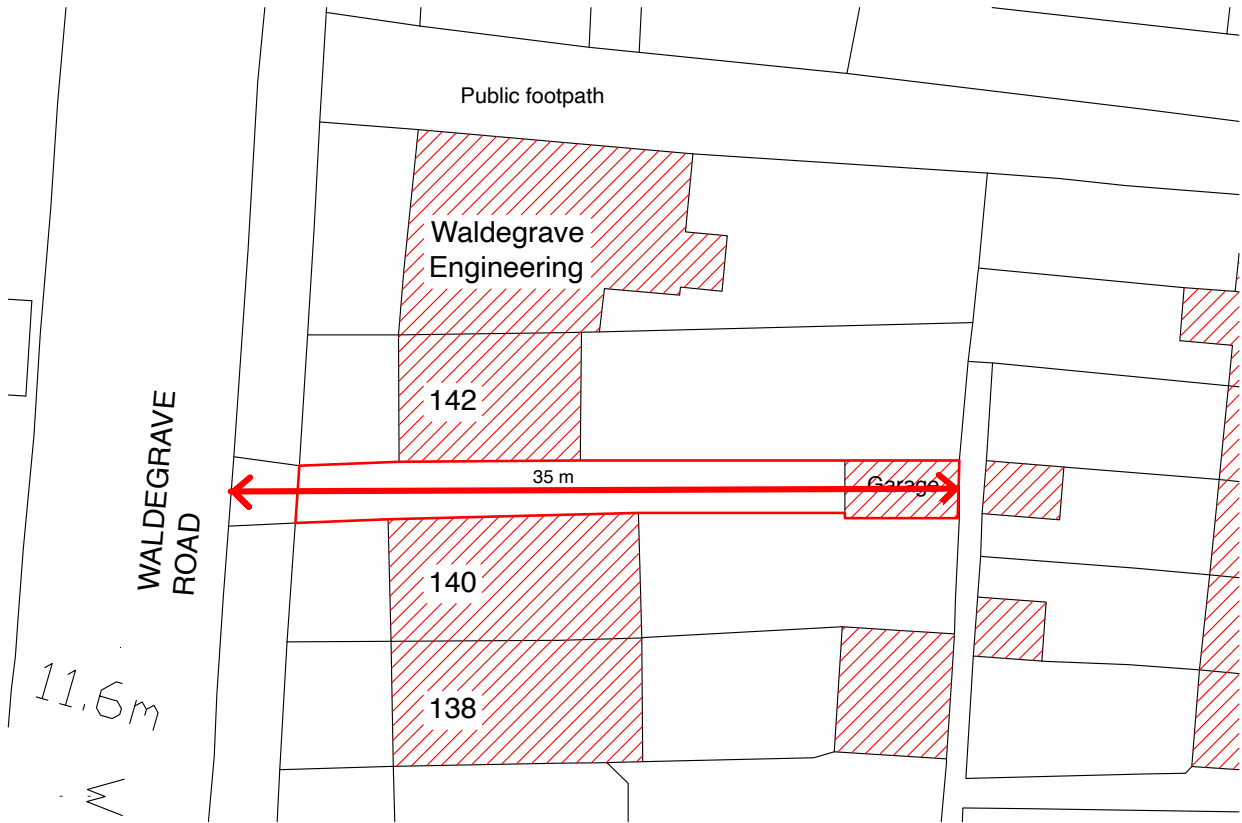 Public footpath
Waldegrave
Engineering
142
35 m
Garage
WALDEGRAVE
ROAD
140
11.6m
138